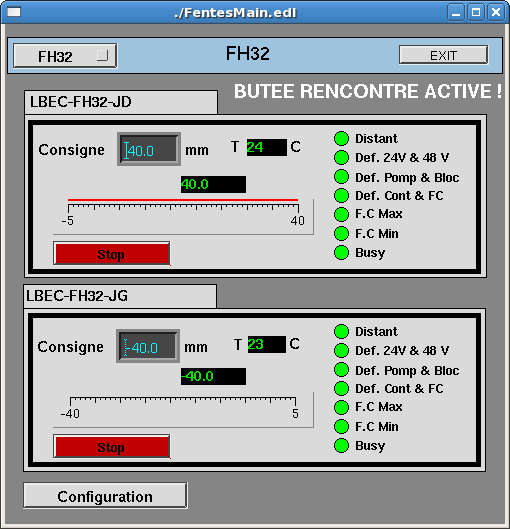 ./FentesMain.edl
FH32 FH32 EXIT
BUTEE RENCONTRE ACTIVE !
LBEC-FH32-JD
Consigne 40.0 mm T 24 C
40.0
-5 40
Stop
Distant
Def. 24V & 48 V
Def. Pomp & Bloc
Def. Cont & FC
F.C Max
F.C Min
Busy
LBEC-FH32-JG
Consigne -40.0 mm T 23 C
-40.0
-40 5
Stop
Distant
Def. 24V & 48 V
Def. Pomp & Bloc
Def. Cont & FC
F.C Max
F.C Min
Busy
Configuration